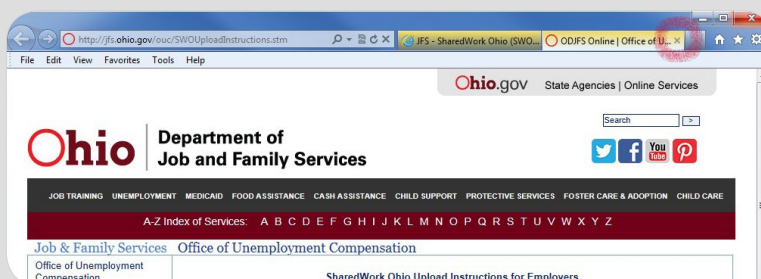 http://jfs.ohio.gov/ouc/SWOUploadInstructions.stm JFS - SharedWork Ohio (SWO... ODJFS Online | Office of U...
File Edit View Favorites Tools Help
Ohio.gov State Agencies | Online Services
Search >
Ohio Department of
Job and Family Services
You
Tube
JOB TRAINING UNEMPLOYMENT MEDICAID FOOD ASSISTANCE CASH ASSISTANCE CHILD SUPPORT PROTECTIVE SERVICES FOSTER CARE & ADOPTION CHILD CARE
A-Z Index of Services: A B C D E F G H I J K L M N O P Q R S T U V W X Y Z
Job & Family Services Office of Unemployment Compensation
Office of Unemployment
Compensation
SharedWork Ohio Upload Instructions for Employers